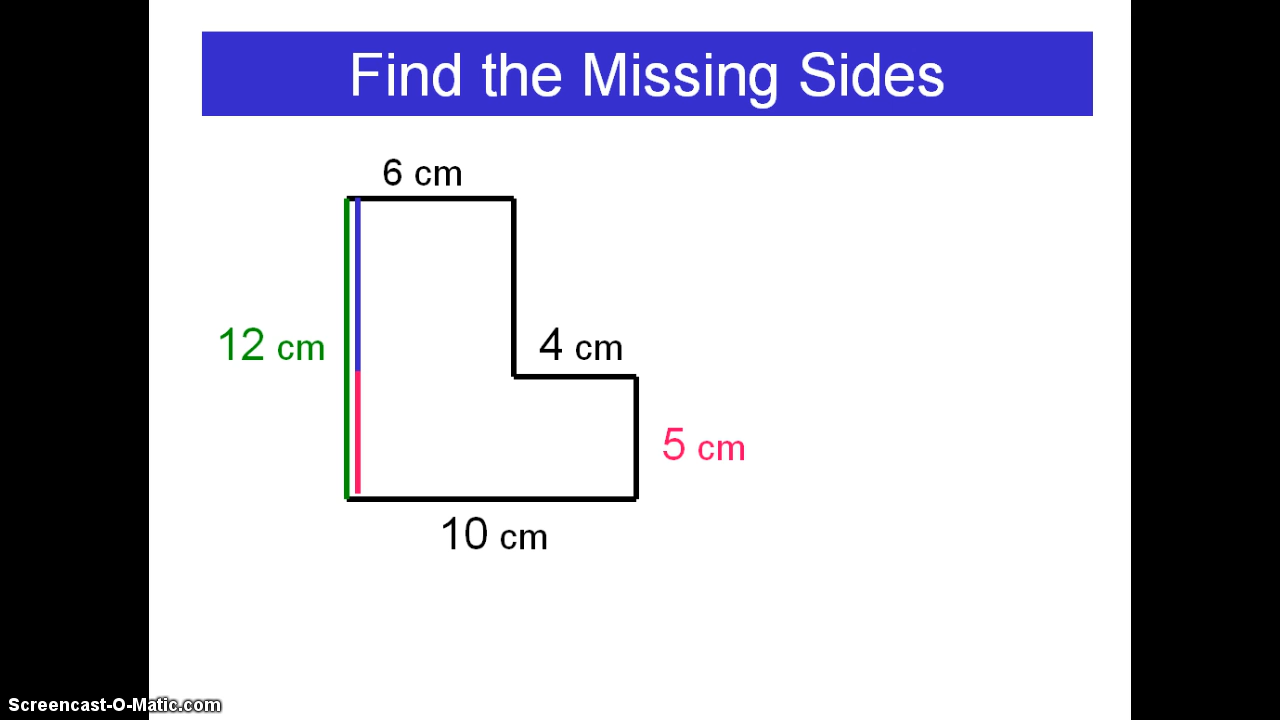 Find the Missing Sides
6 cm
12 cm
4 cm
5 cm
10 cm
Screencast-O-Matic.com